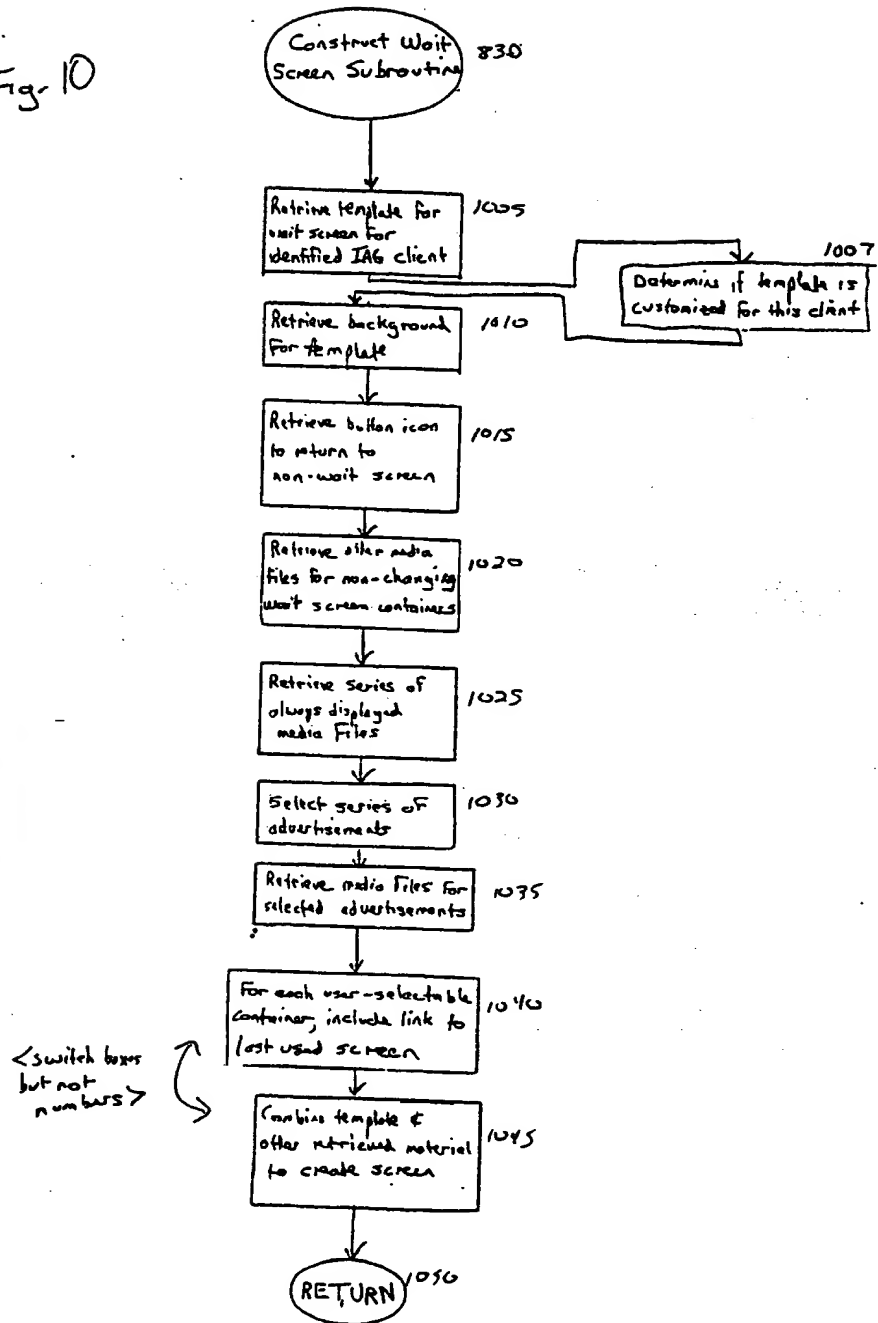 Fig. 10
Construct Wait
Screen Subroutine
830
Retrieve template for
wait screen for
identified IAG client
1005
1007
Determine if template is
customized for this client
Retrieve background
for template
1010
Retrieve button icon
to return to
non-wait screen
1015
Retrieve other media
files for non-changing
wait screen containers
1020
Retrieve series of
always displayed
media files
1025
Select series of
advertisements
1030
Retrieve media files for
selected advertisements
1035
For each user-selectable
container, include link to
last used screen
1040
<switch boxes
but not
numbers>
Combine template &
other retrieved material
to create screen
1045
RETURN
1050